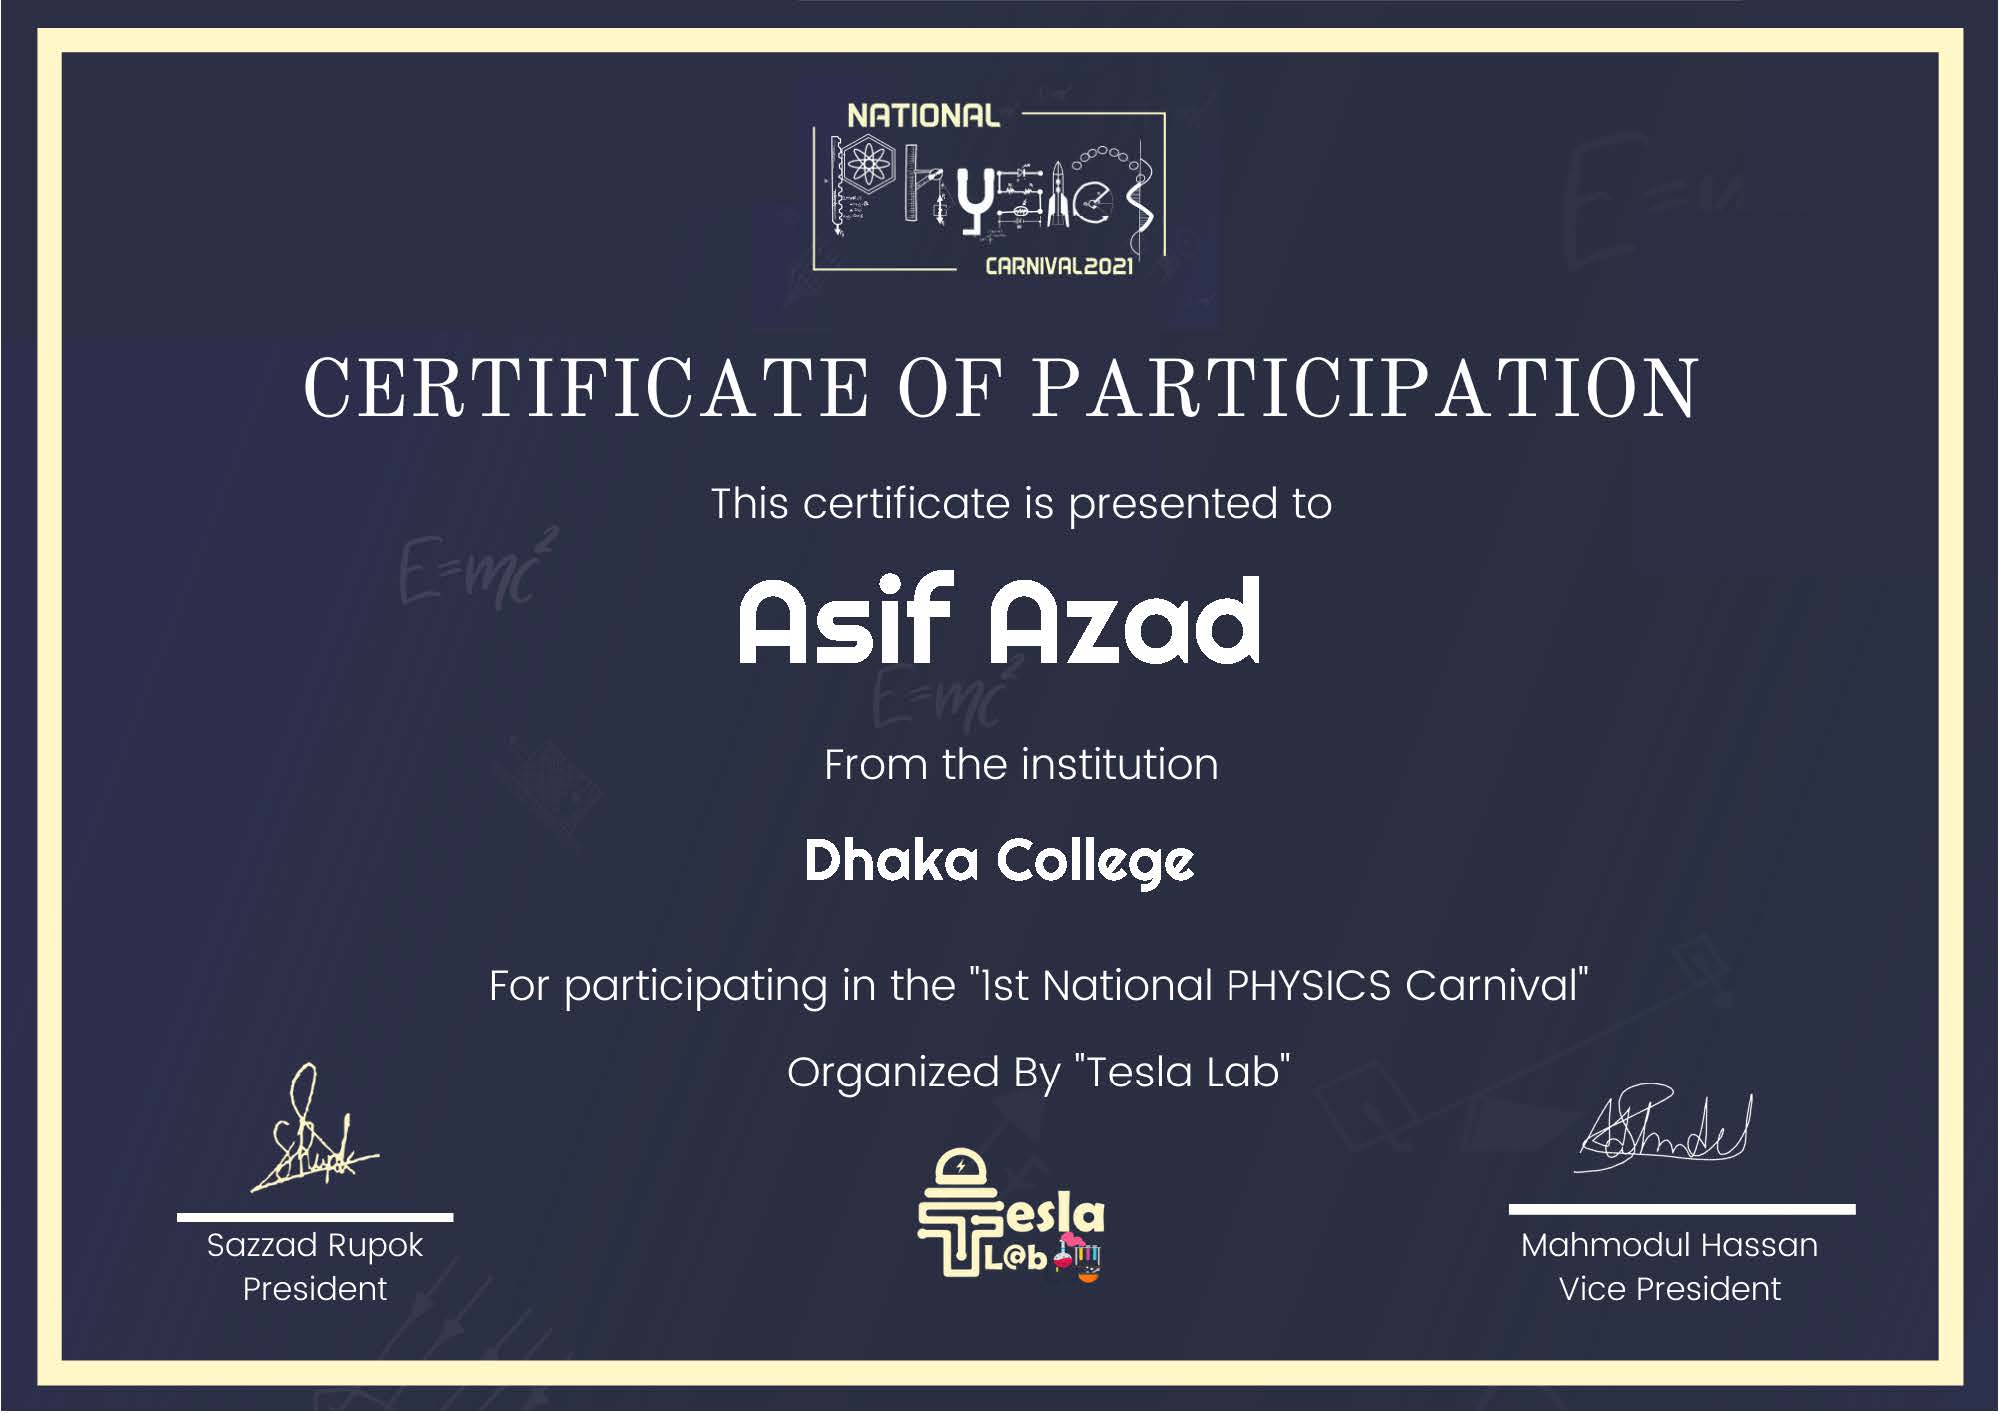 NATIONAL
Physics
CARNIVAL2021
CERTIFICATE OF PARTICIPATION
This certificate is presented to
E=mc²
Asif Azad
E=mc²
From the institution
Dhaka College
For participating in the "1st National PHYSICS Carnival"
Organized By "Tesla Lab"
Tesla
L@b
Sazzad Rupok
President
Mahmodul Hassan
Vice President